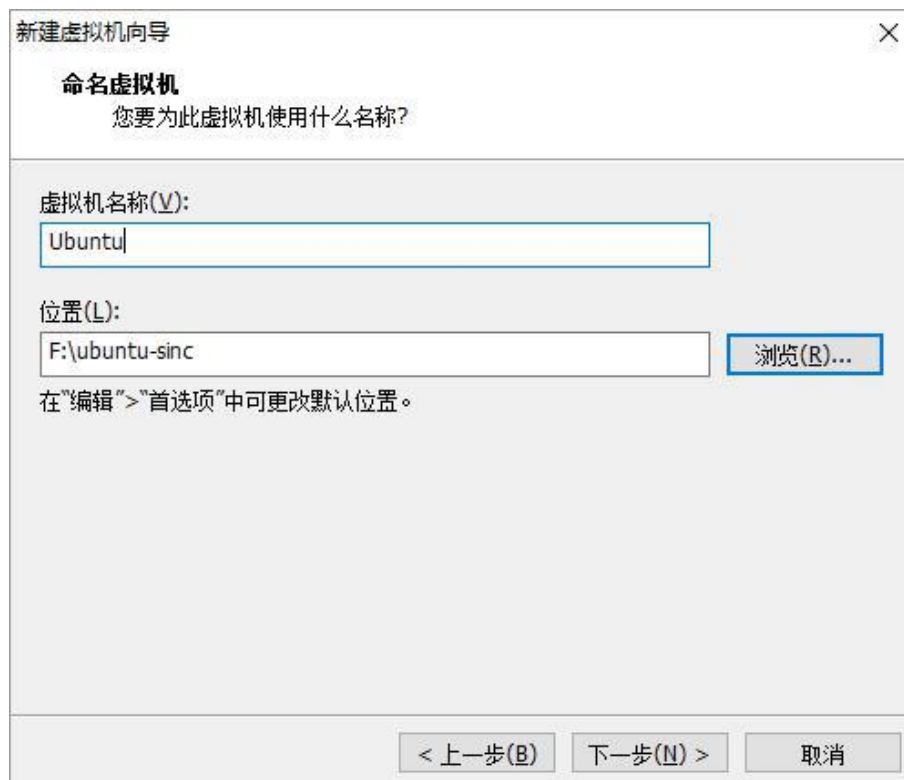 新建虚拟机向导
命名虚拟机
您要为此虚拟机使用什么名称?
虚拟机名称(V):
Ubuntu
位置(L):
F:\ubuntu-sinc
浏览(R)...
在"编辑">"首选项"中可更改默认位置。
< 上一步(B) 下一步(N) > 取消